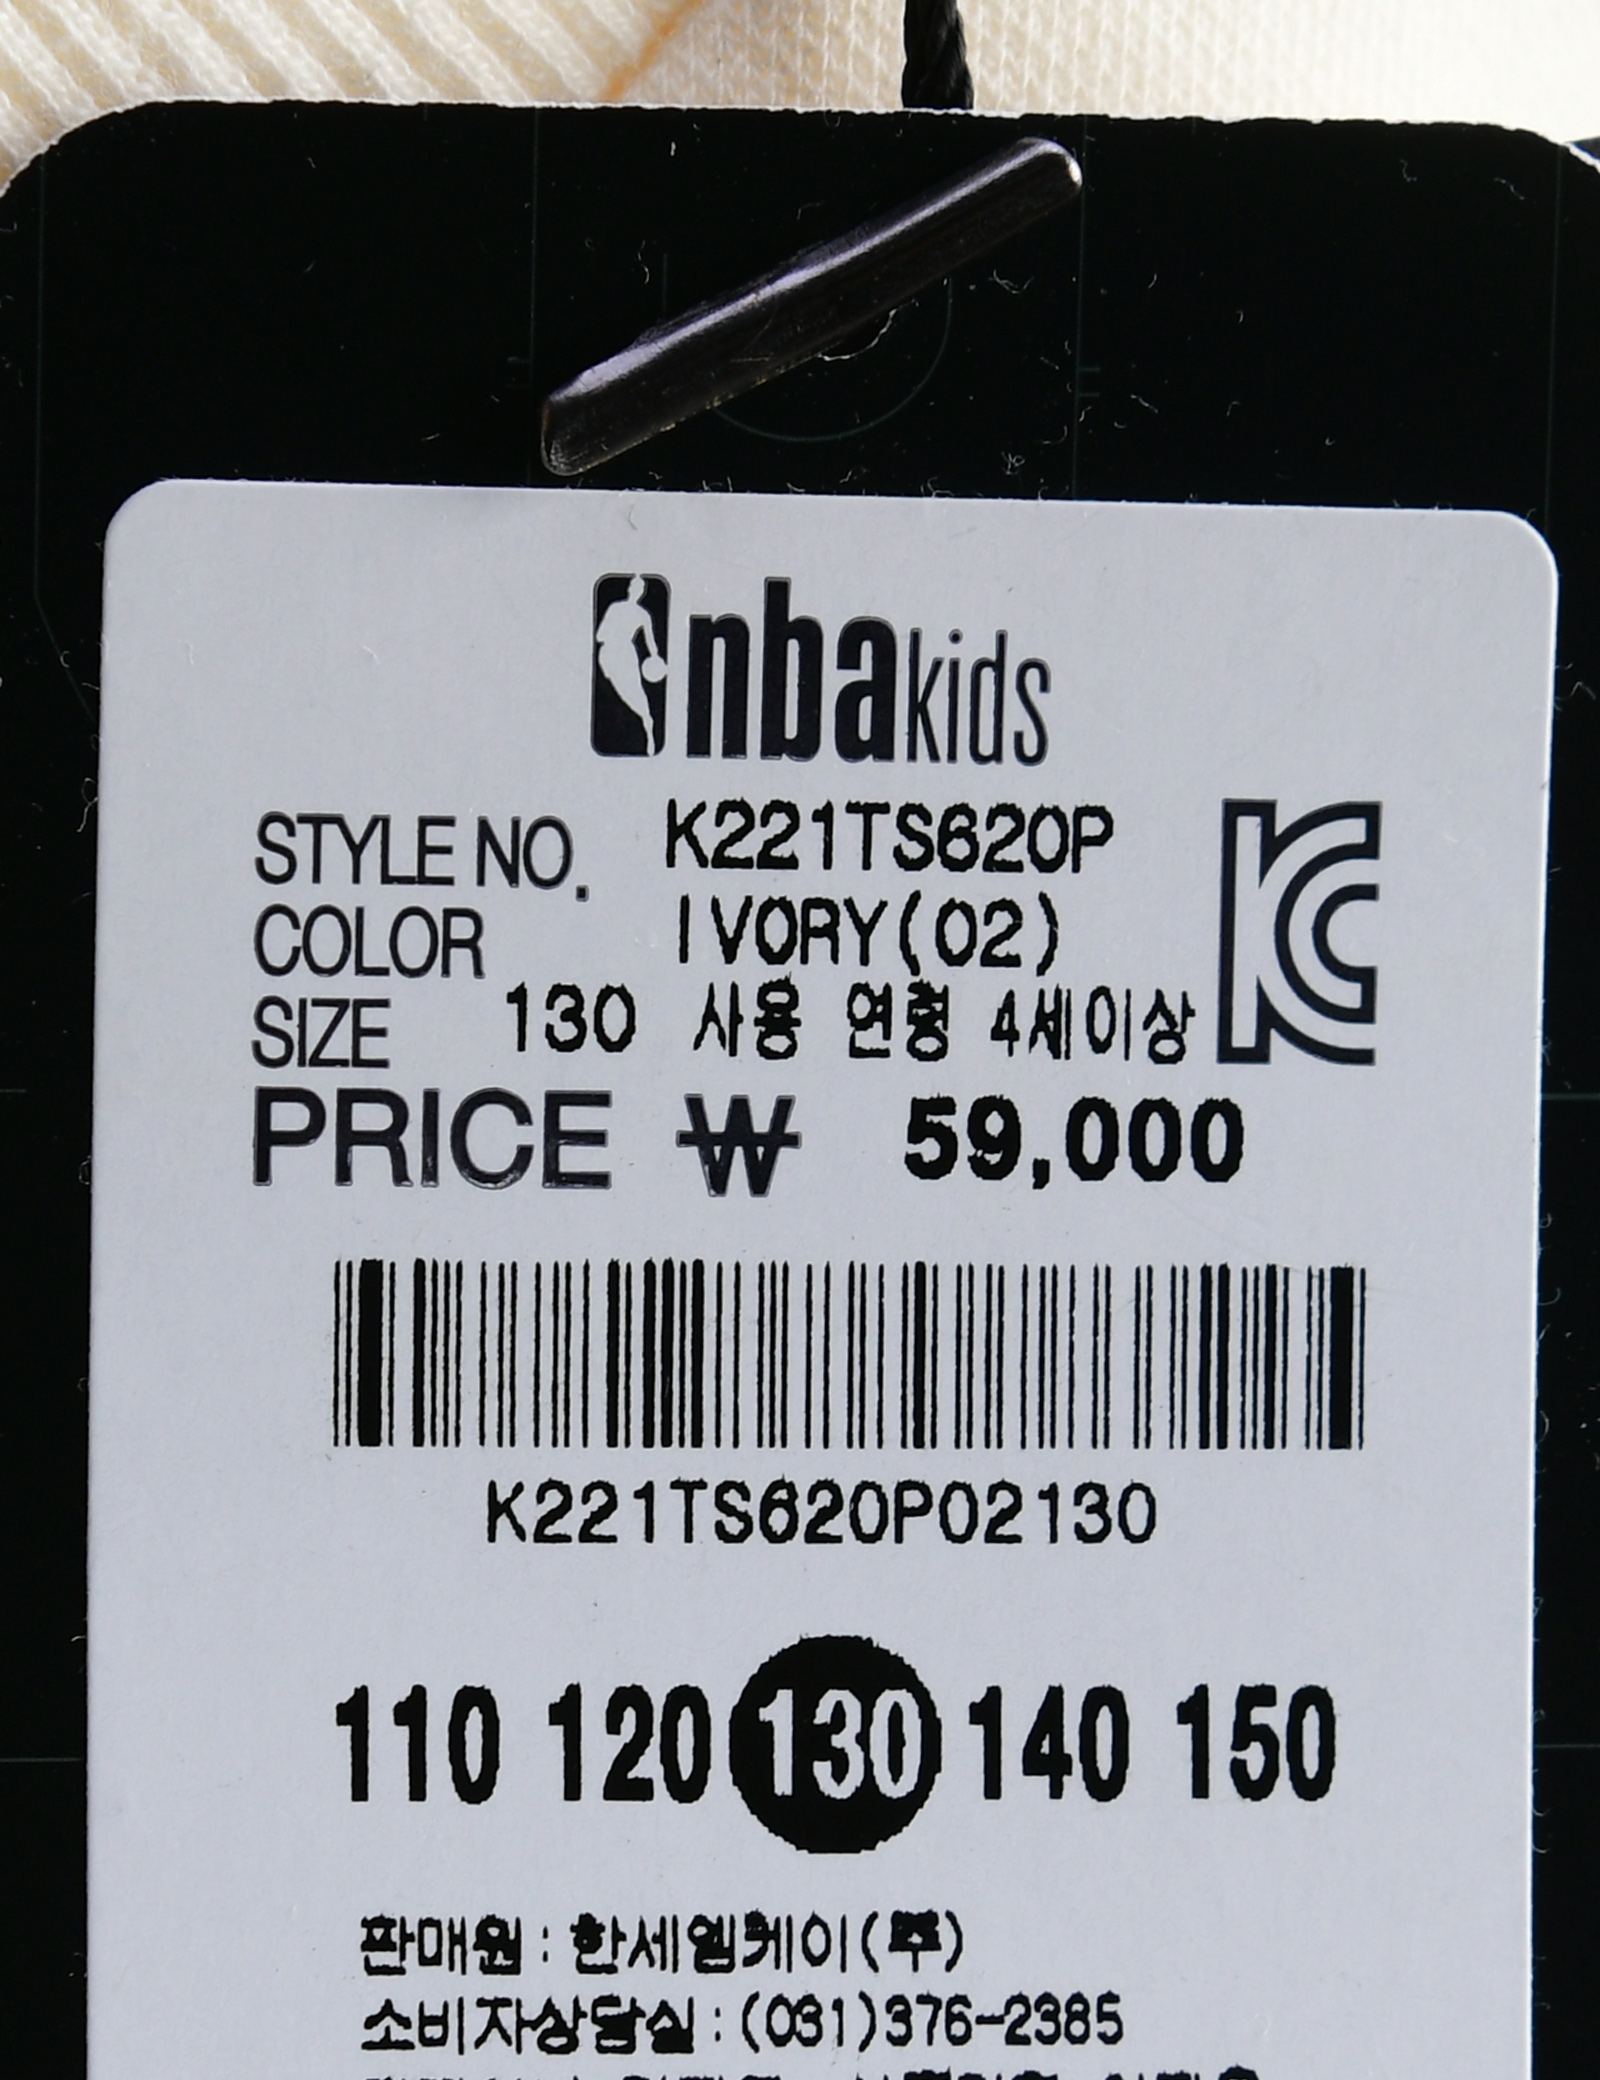 nbakids
STYLE NO. K221TS620P
COLOR IVORY(02)
SIZE 130 사용 연령 4세이상
PRICE ₩ 59,000
K221TS620P02130
110 120 130 140 150
판매원 : 한세엠케이(주)
소비자상담실 : (031)376-2385